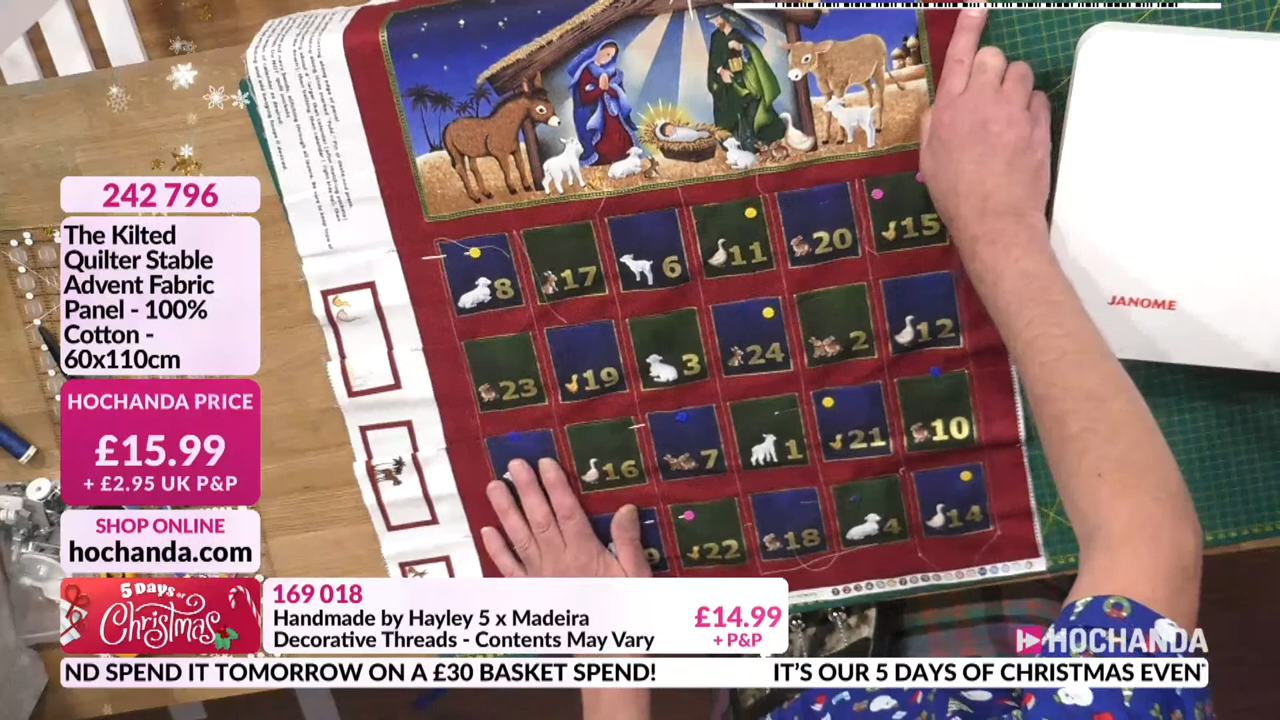 242 796
The Kilted
Quilter Stable
Advent Fabric
Panel - 100%
Cotton -
60x110cm
HOCHANDA PRICE
£15.99
+ £2.95 UK P&P
SHOP ONLINE
hochanda.com
5 Days of
Christmas
169 018
Handmade by Hayley 5 x Madeira
Decorative Threads - Contents May Vary
£14.99
+ P&P
HOCHANDA
ND SPEND IT TOMORROW ON A £30 BASKET SPEND! IT'S OUR 5 DAYS OF CHRISTMAS EVEN
JANOME
8 17 6 11 20 15
23 19 3 24 2 12
16 7 1 21 10
9 22 18 4 14